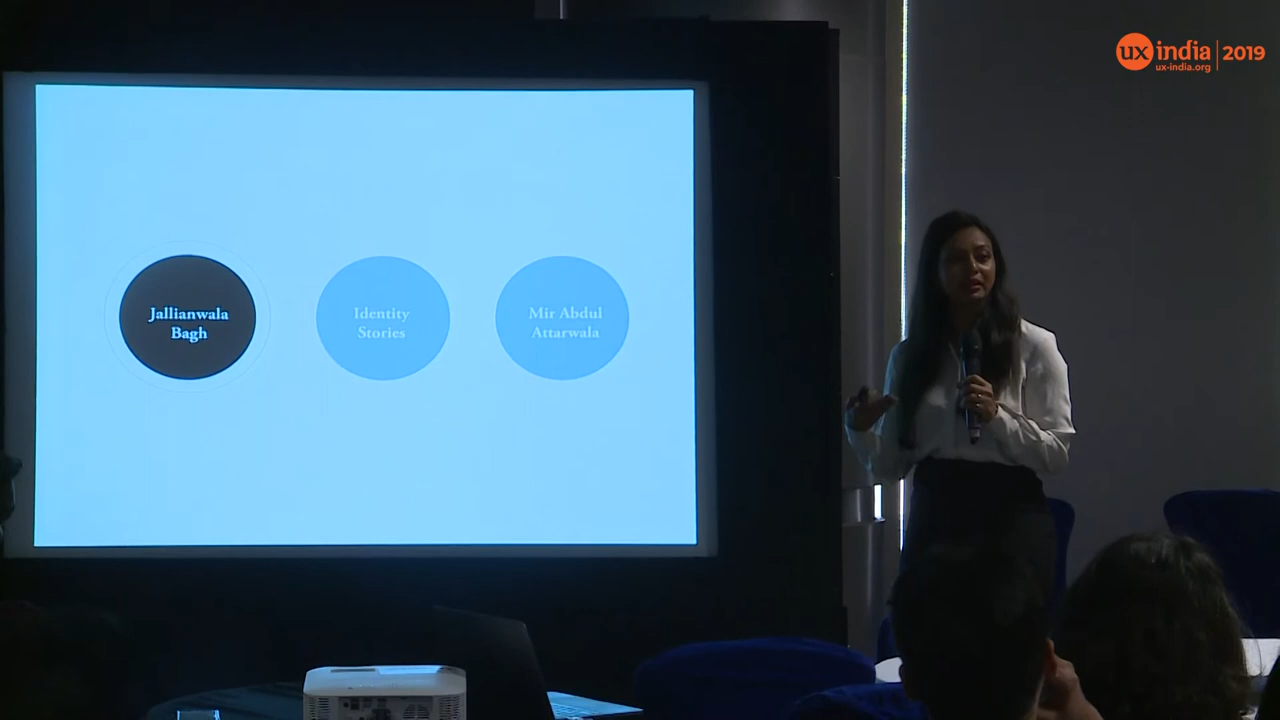 ux india 2019
ux-india.org
Jallianwala
Bagh
Identity
Stories
Mir Abdul
Attarwala